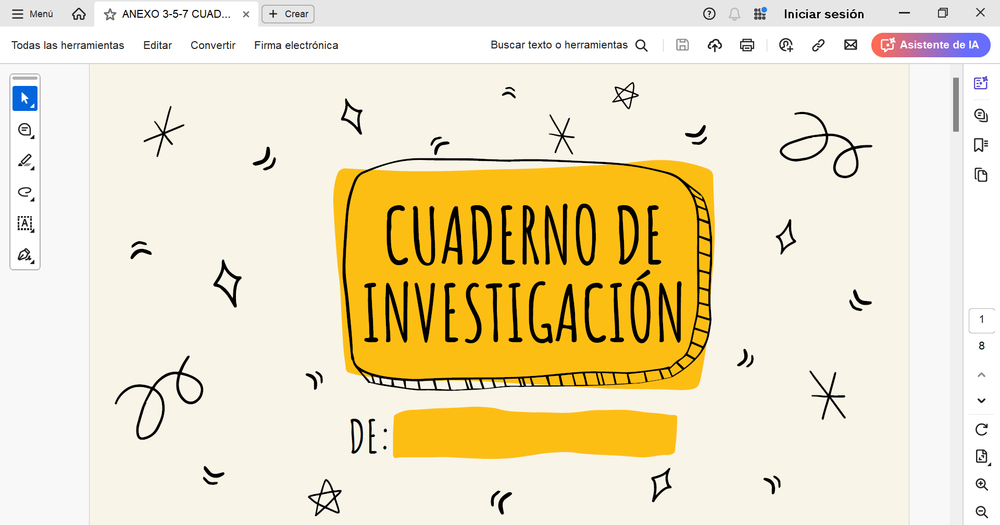 Menú
ANEXO 3-5-7 CUAD...
Crear
Iniciar sesión
Todas las herramientas
Editar
Convertir
Firma electrónica
Buscar texto o herramientas
Asistente de IA
A
CUADERNO DE
INVESTIGACIÓN
DE:
1
8